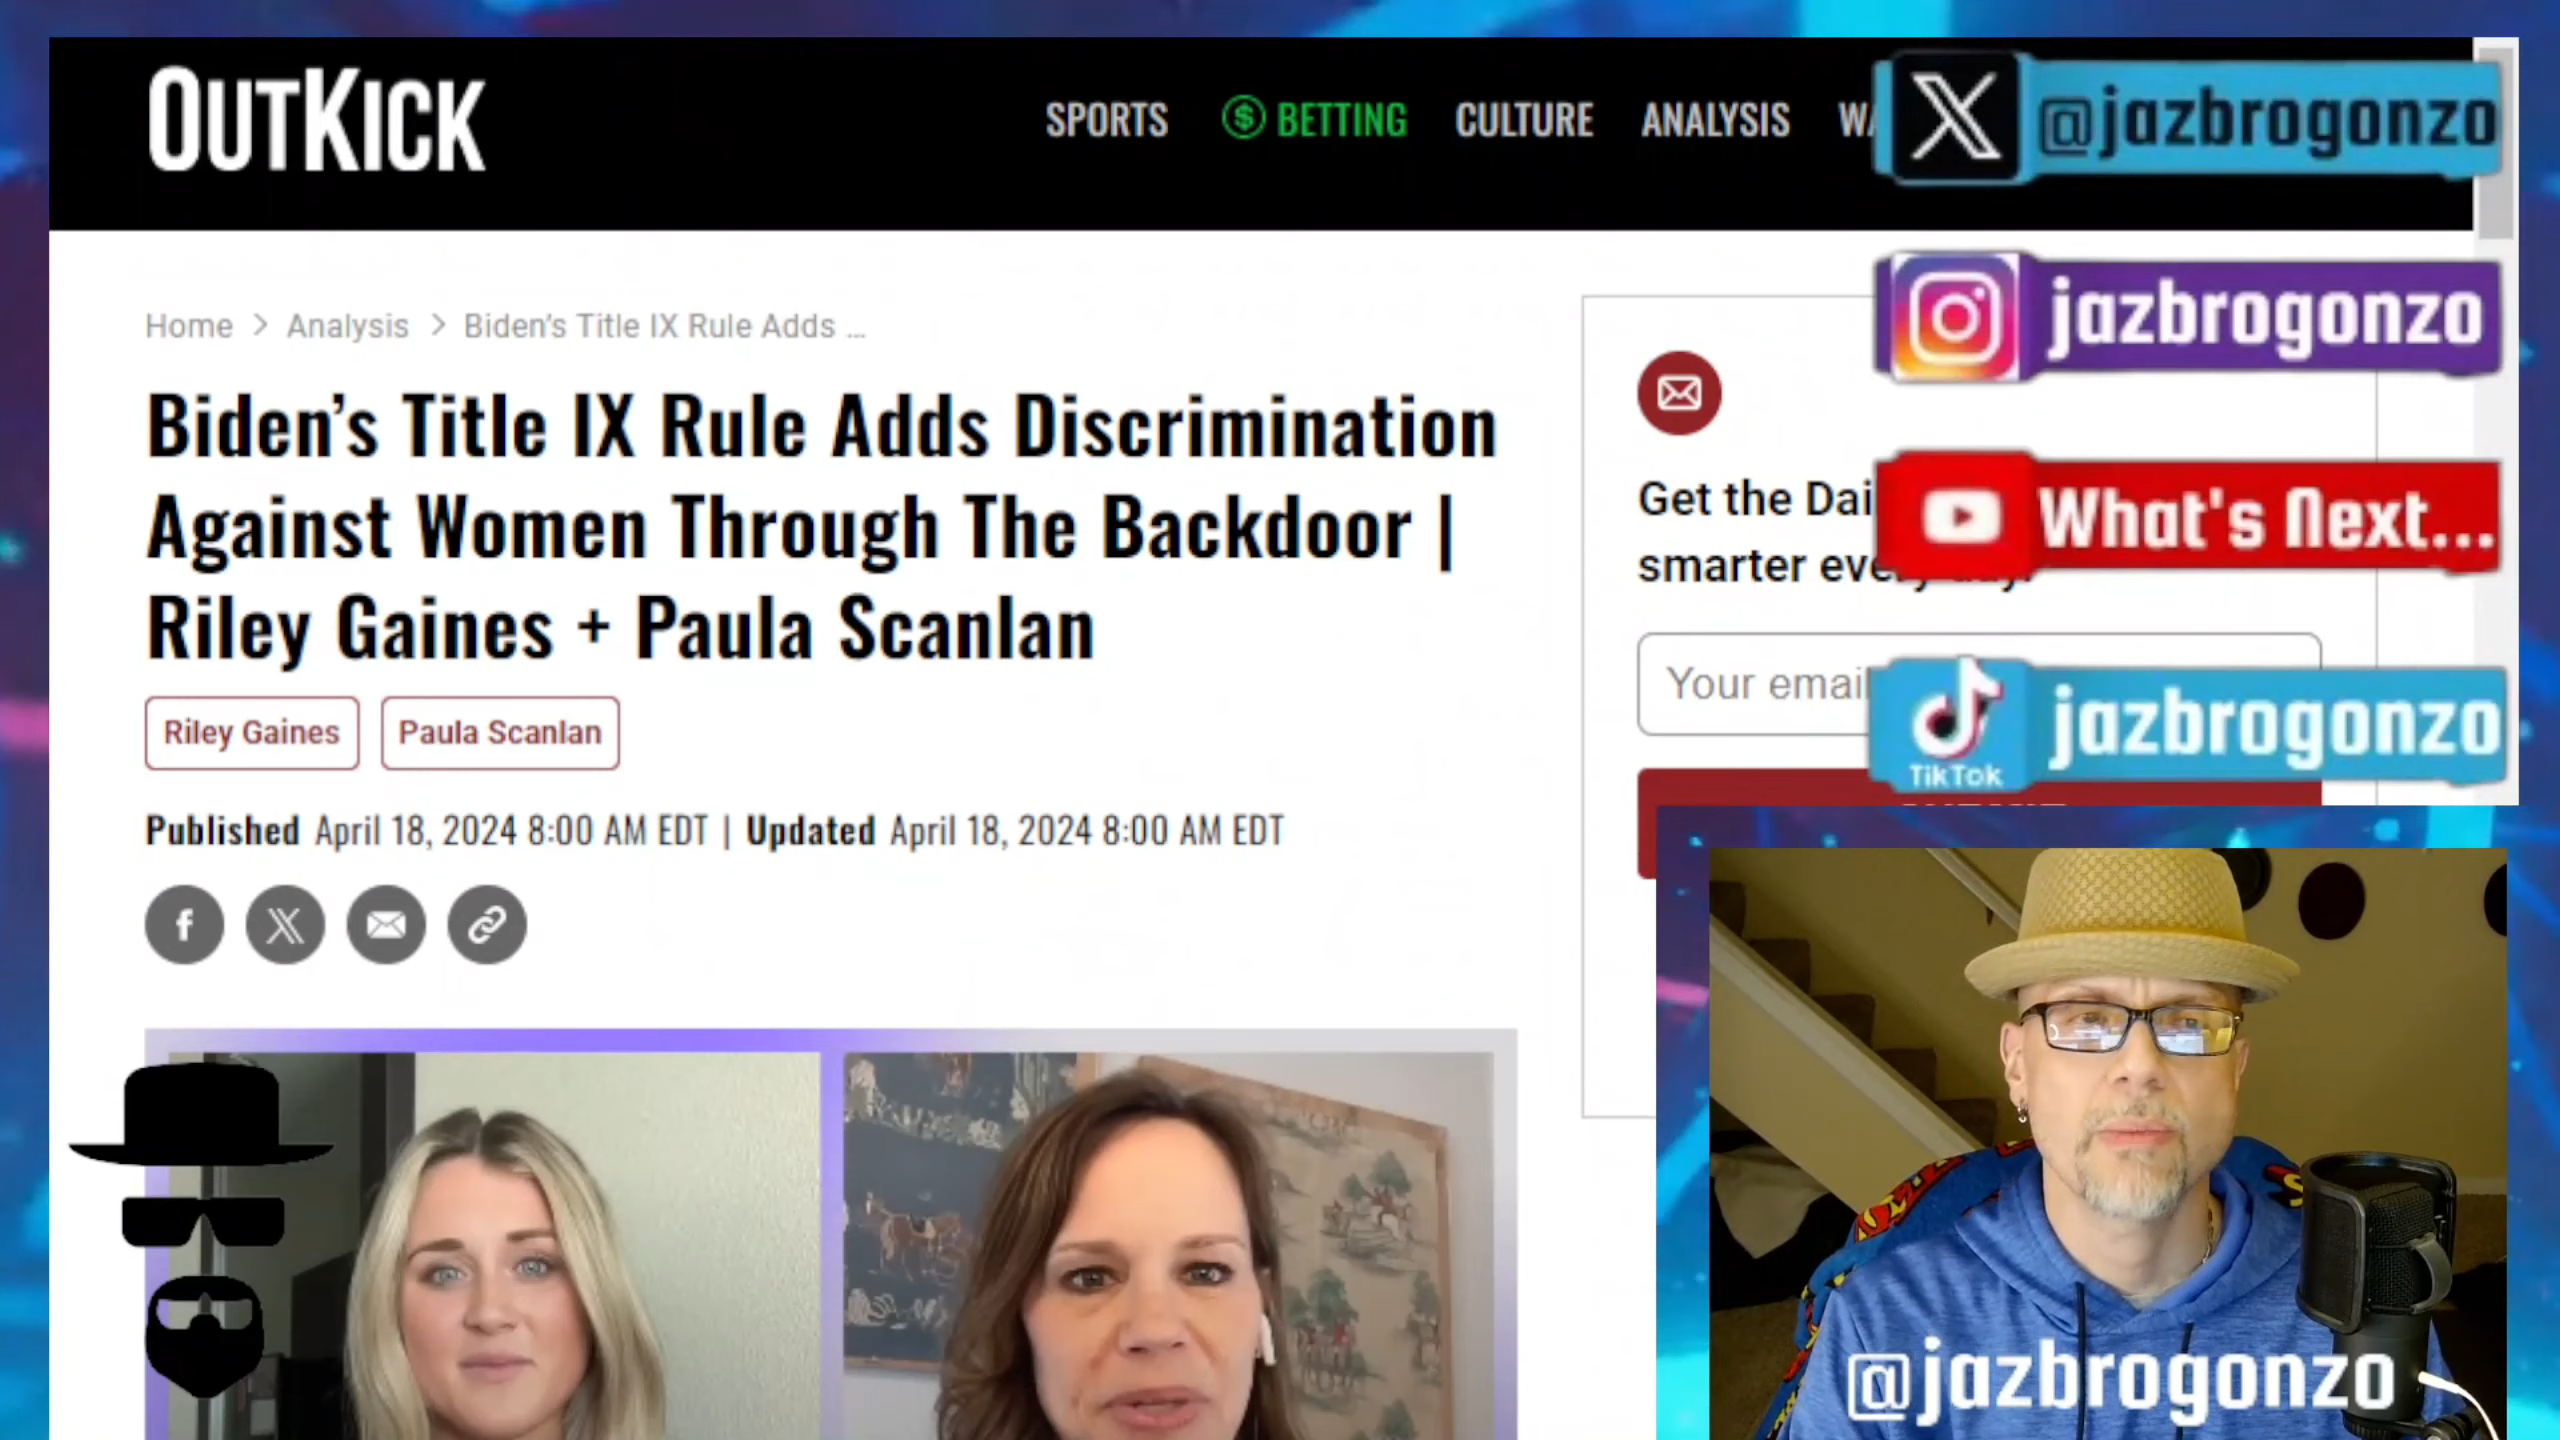 OUTKICK
SPORTS BETTING CULTURE ANALYSIS
@jazbrogonzo
Home > Analysis > Biden's Title IX Rule Adds ...
jazbrogonzo
Biden's Title IX Rule Adds Discrimination
Against Women Through The Backdoor |
Riley Gaines + Paula Scanlan
Get the
smarter
What's Next...
Your email
TikTok
jazbrogonzo
Riley Gaines Paula Scanlan
Published April 18, 2024 8:00 AM EDT | Updated April 18, 2024 8:00 AM EDT
@jazbrogonzo